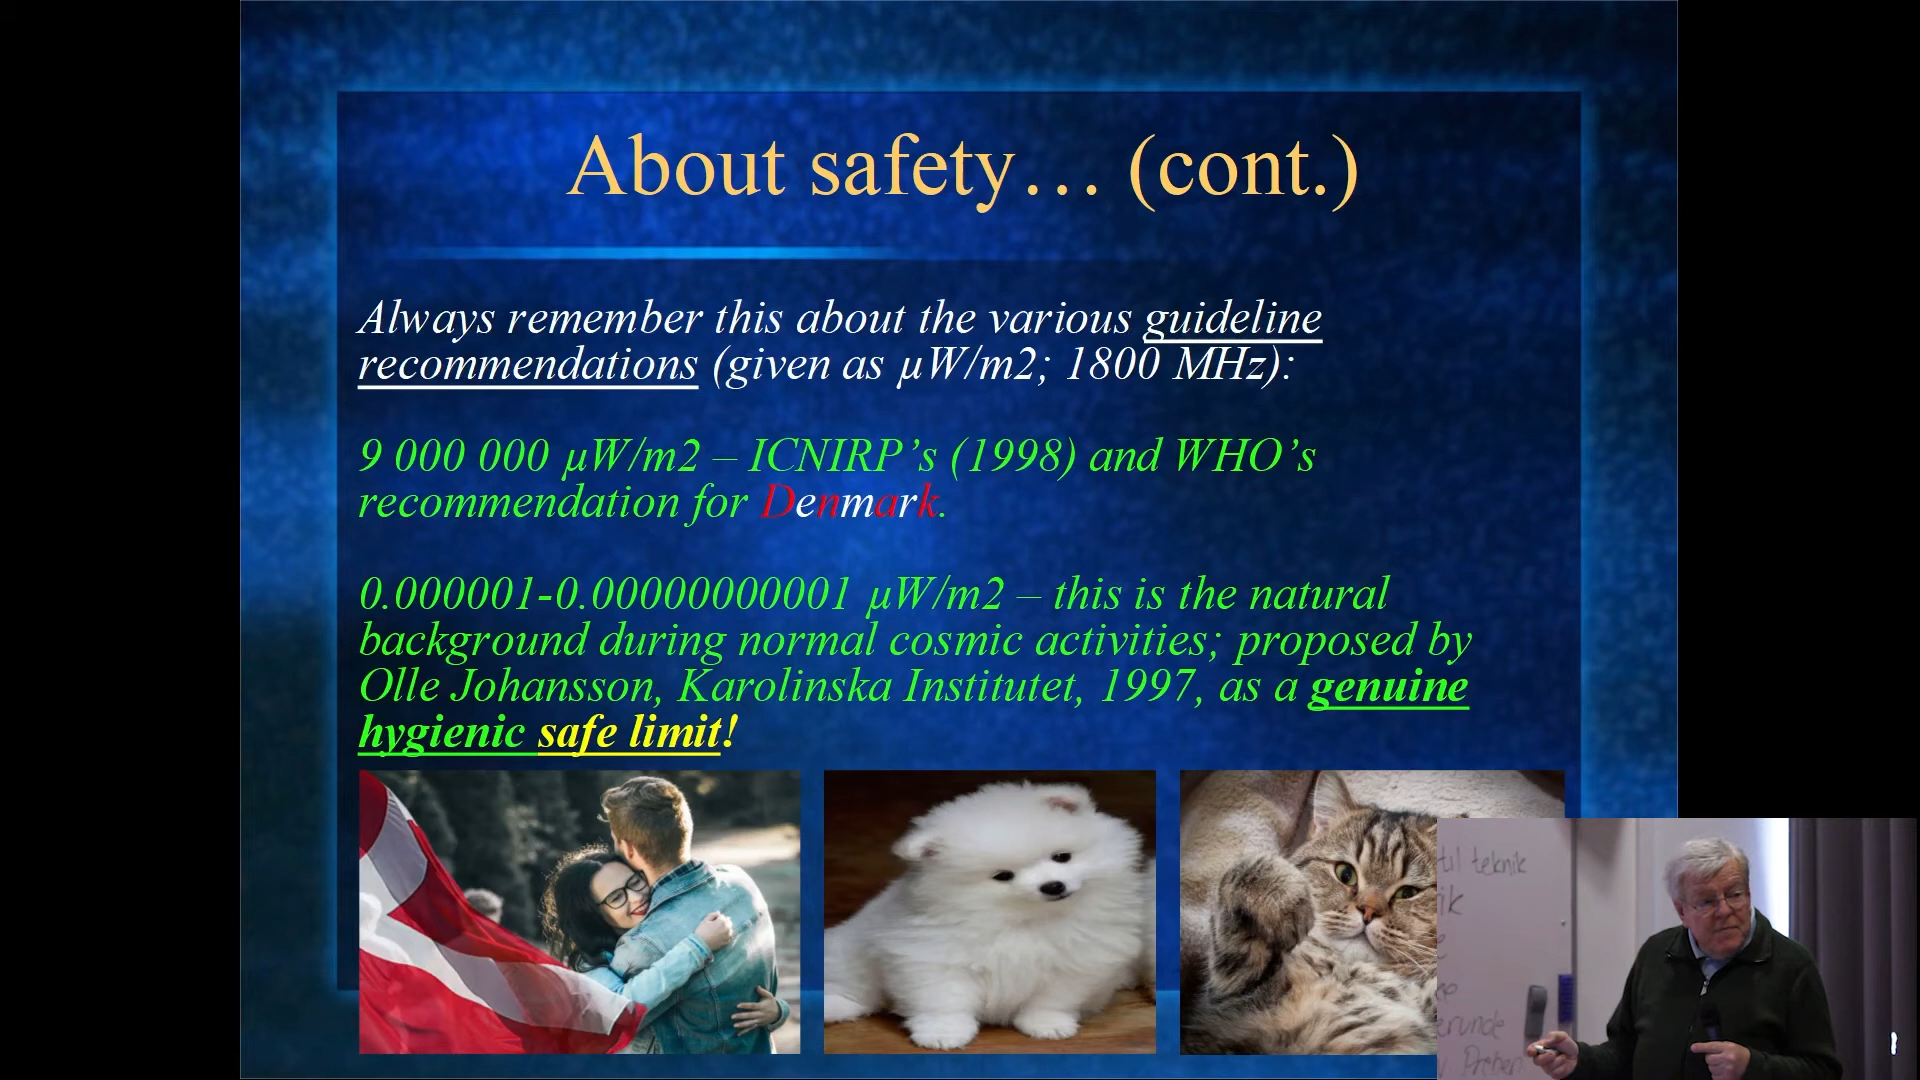 About safety… (cont.)
Always remember this about the various guideline
recommendations (given as µW/m2; 1800 MHz):
9 000 000 µW/m2 – ICNIRP’s (1998) and WHO’s
recommendation for Denmark.
0.000001-0.00000000001 µW/m2 – this is the natural
background during normal cosmic activities; proposed by
Olle Johansson, Karolinska Institutet, 1997, as a genuine
hygienic safe limit!
til teknik